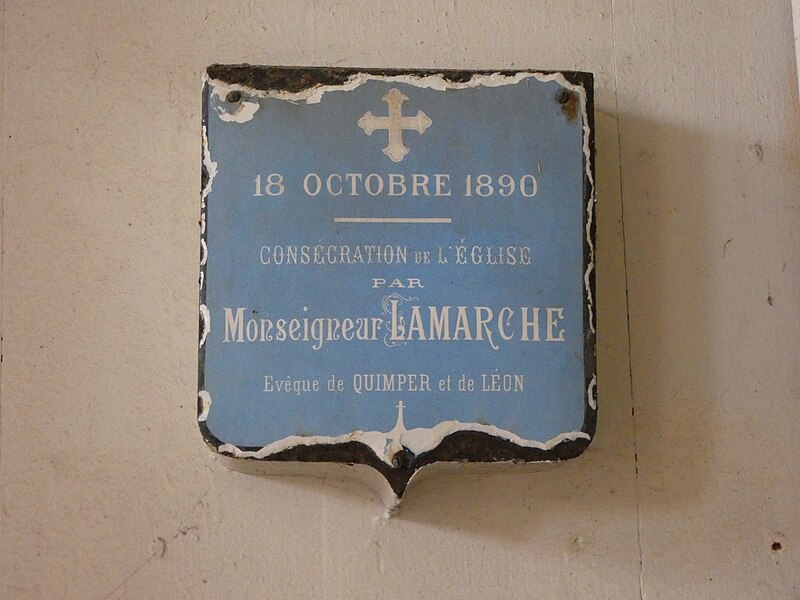 18 OCTOBRE 1890
CONSÉCRATION DE L'ÉGLISE
PAR
Monseigneur LAMARCHE
Evêque de QUIMPER et de LÉON